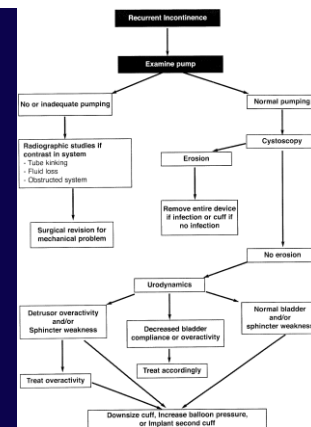 Recurrent Incontinence
Examine pump
No or inadequate pumping
Normal pumping
Radiographic studies if
contrast in system
- Tube kinking
- Fluid loss
- Obstructed system
Cystoscopy
Erosion
Surgical revision for
mechanical problem
Remove entire device
if infection or cuff if
no infection
No erosion
Urodynamics
Detrusor overactivity
and/or
Sphincter weakness
Decreased bladder
compliance or overactivity
Normal bladder
and/or
sphincter weakness
Treat overactivity
Treat accordingly
Downsize cuff, Increase balloon pressure,
or Implant second cuff